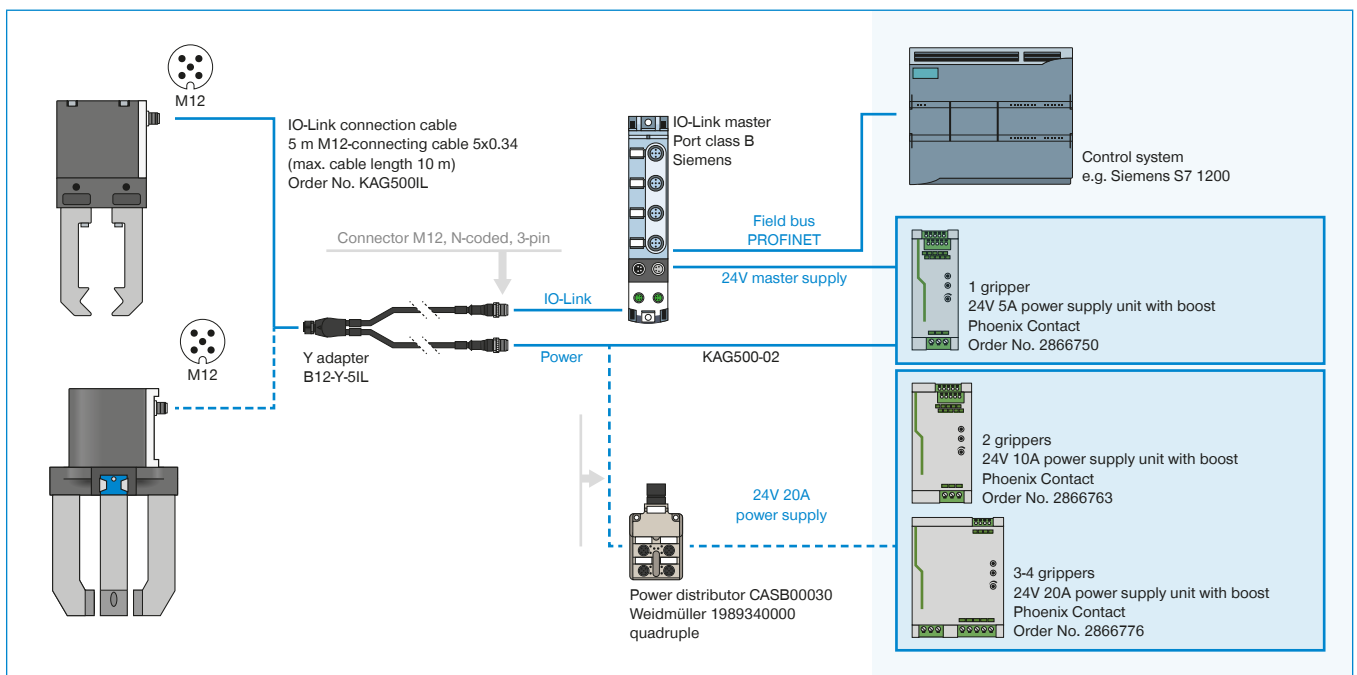 M12
IO-Link connection cable
5 m M12-connecting cable 5x0.34
(max. cable length 10 m)
Order No. KAG500IL
IO-Link master
Port class B
Siemens
Control system
e.g. Siemens S7 1200
Connector M12, N-coded, 3-pin
Field bus
PROFINET
24V master supply
1 gripper
24V 5A power supply unit with boost
Phoenix Contact
Order No. 2866750
IO-Link
M12
Y adapter
B12-Y-5IL
Power
KAG500-02
2 grippers
24V 10A power supply unit with boost
Phoenix Contact
Order No. 2866763
24V 20A
power supply
3-4 grippers
24V 20A power supply unit with boost
Phoenix Contact
Order No. 2866776
Power distributor CASB00030
Weidmüller 1989340000
quadruple